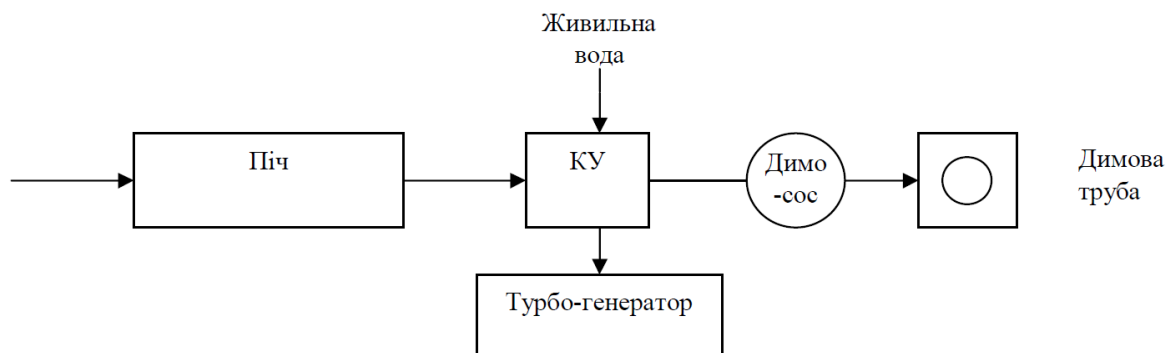 Живильна
вода
Піч
КУ
Димо
-сос
Димова
труба
Турбо-генератор